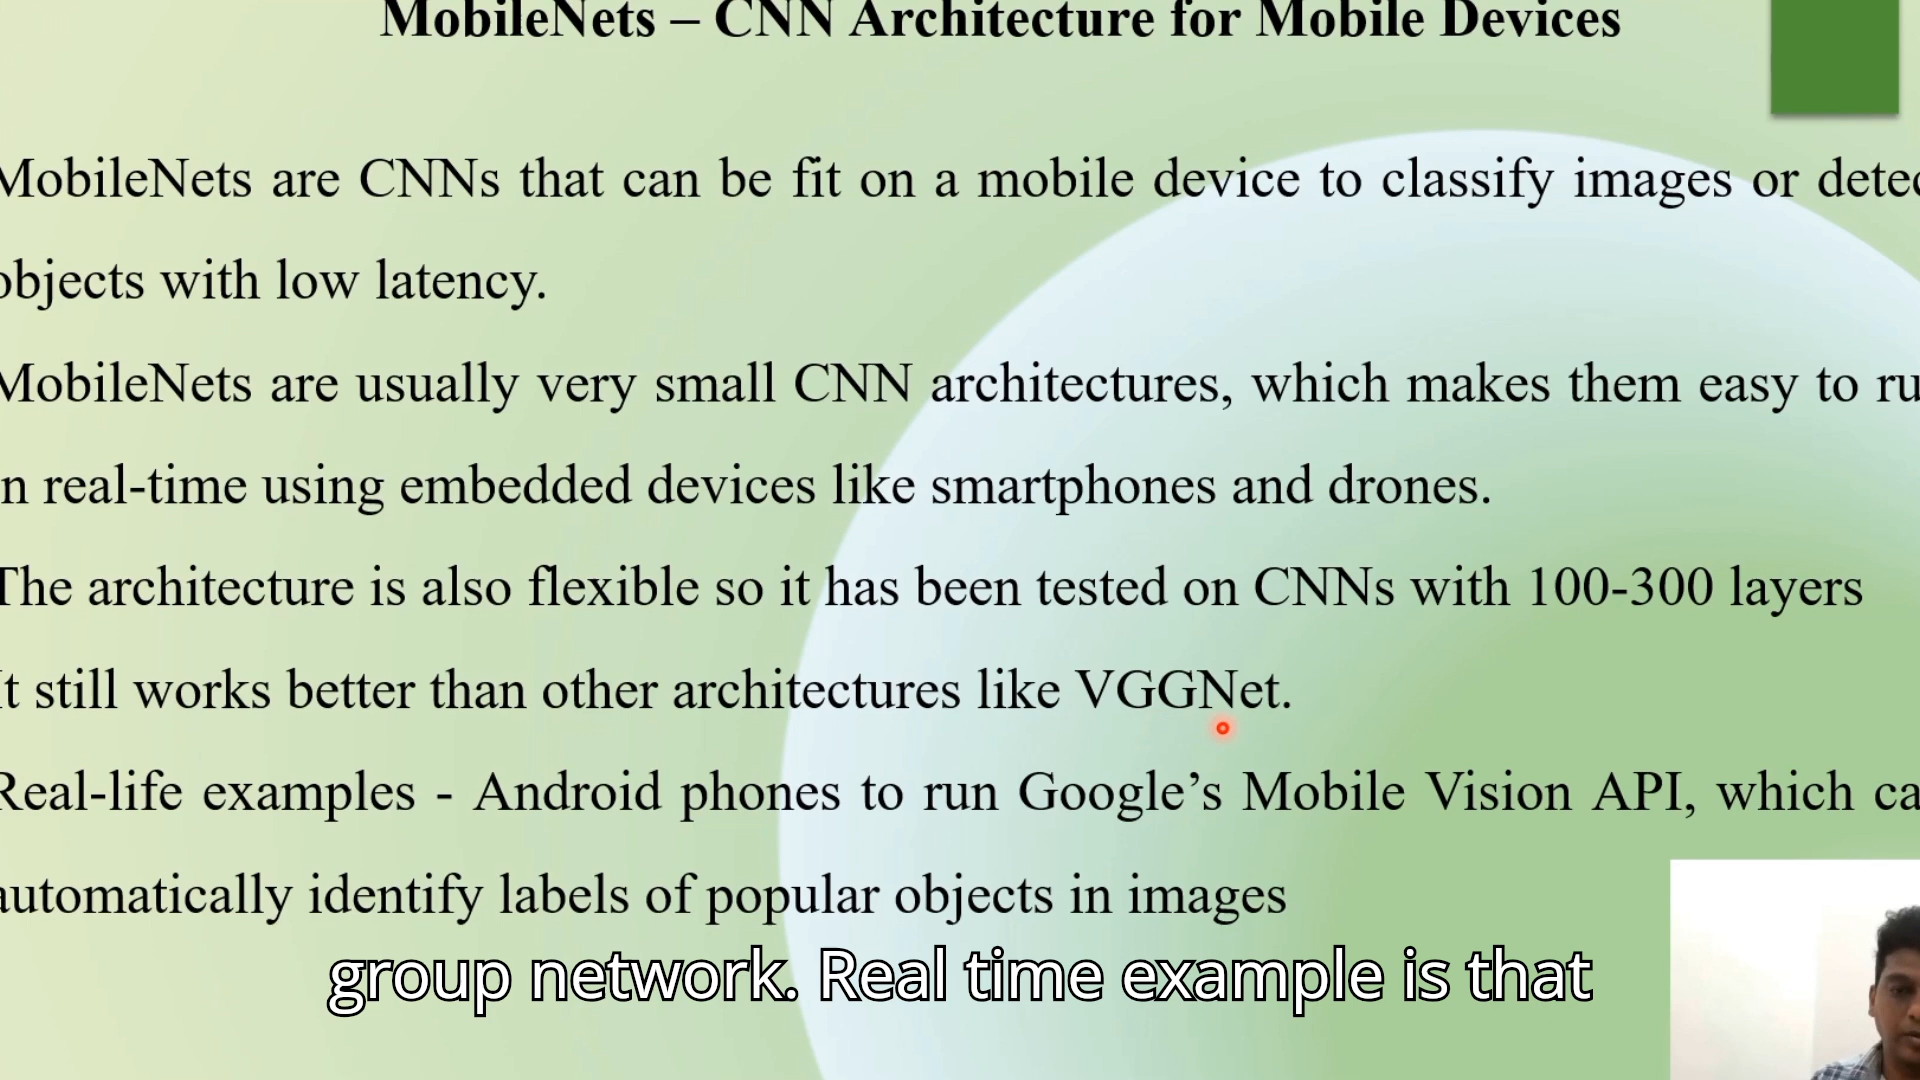 MobileNets – CNN Architecture for Mobile Devices
MobileNets are CNNs that can be fit on a mobile device to classify images or
objects with low latency.
MobileNets are usually very small CNN architectures, which makes them easy to
real-time using embedded devices like smartphones and drones.
The architecture is also flexible so it has been tested on CNNs with 100-300 layers
It still works better than other architectures like VGGNet.
Real-life examples - Android phones to run Google’s Mobile Vision API, which
automatically identify labels of popular objects in images
group network. Real time example is that